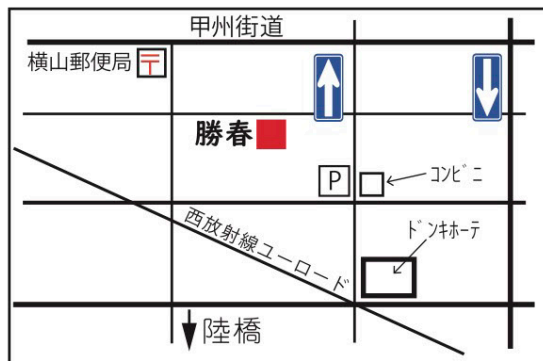 甲州街道
横山郵便局
勝春
P
コンビニ
ドンキホーテ
西放射線ユーロード
陸橋